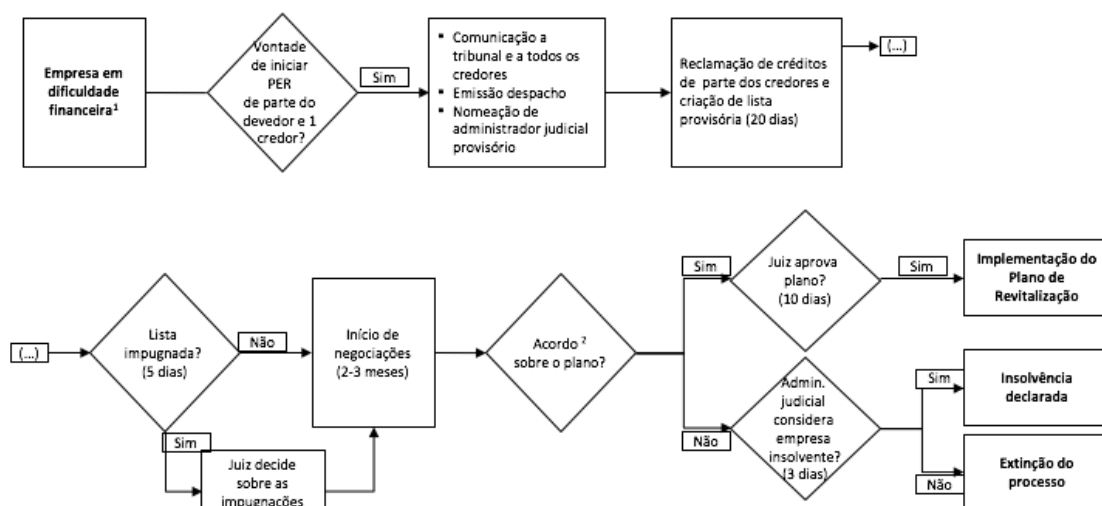 Empresa em
dificuldade
financeira¹
Vontade
de iniciar
PER
de parte do
devedor e 1
credor?
Sim
▪ Comunicação a
tribunal e a todos os
credores
▪ Emissão despacho
▪ Nomeação de
administrador judicial
provisório
Reclamação de créditos
de parte dos credores e
criação de lista
provisória (20 dias)
(...)
(...)
Lista
impugnada?
(5 dias)
Não
Sim
Juiz decide
sobre as
impugnações
Início de
negociações
(2-3 meses)
Acordo ²
sobre o plano?
Sim
Juiz aprova
plano?
(10 dias)
Sim
Implementação do
Plano de
Revitalização
Não
Admin.
judicial
considera
empresa
insolvente?
(3 dias)
Sim
Insolvência
declarada
Não
Extinção do
processo